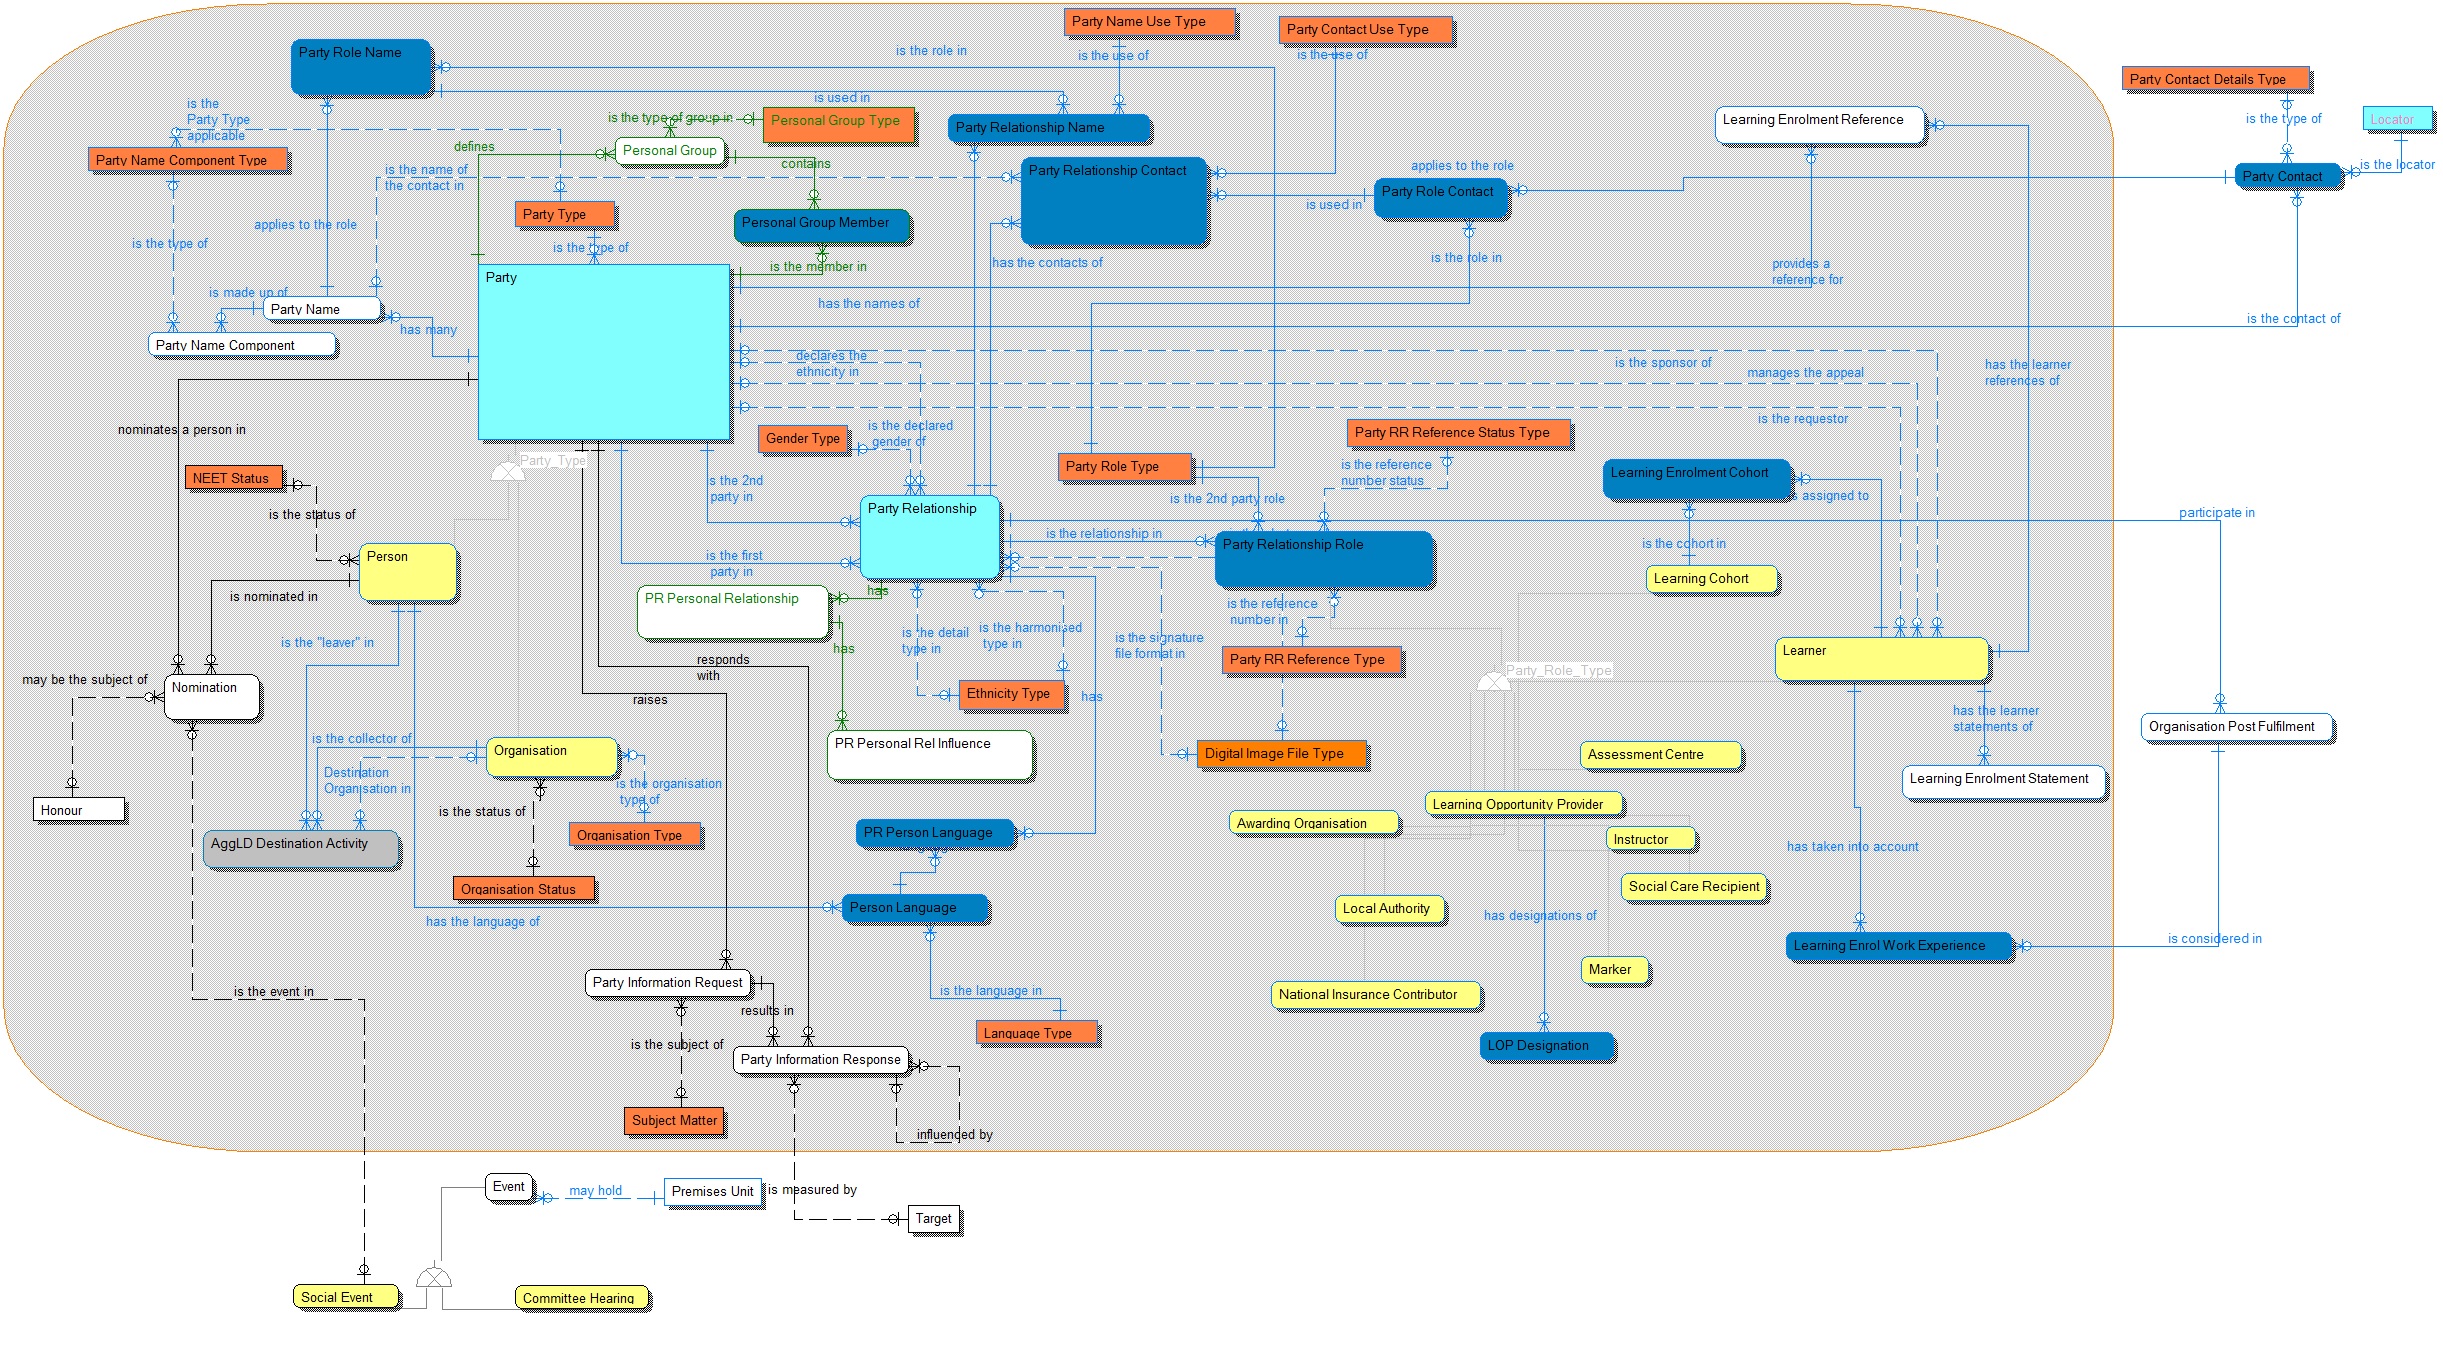 Party Name Use Type
Party Contact Use Type
Party Role Name
is the role in
is the use of
is the use of
Party Contact Details Type
is the
Party Type
applicable
is used in
is the type of group in
Personal Group Type
Party Relationship Name
Learning Enrolment Reference
is the type of
Locator
defines
Personal Group
Party Name Component Type
contains
is the name of
the contact in
Party Relationship Contact
applies to the role
is the locator
Party Contact
Party Role Contact
is used in
Party Type
applies to the role
Personal Group Member
is the type of
is the type of
is the member in
has the contacts of
is the role in
provides a
reference for
Party
is made up of
Party Name
has the names of
has many
is the contact of
Party Name Component
declares the
ethnicity in
is the sponsor of
has the learner
references of
manages the appeal
nominates a person in
is the requestor
Gender Type
is the declared
gender of
Party RR Reference Status Type
Party_Type
Party Role Type
is the reference
number status
Learning Enrolment Cohort
NEET Status
is the 2nd
party in
is the 2nd party role
is assigned to
is the status of
Party Relationship
participate in
is the relationship in
Party Relationship Role
is the cohort in
Person
is the first
party in
Learning Cohort
is nominated in
PR Personal Relationship
has
is the reference
number in
is the "leaver" in
is the detail
type in
is the harmonised
type in
is the signature
file format in
has
Learner
responds
with
Party RR Reference Type
Party_Role_Type
may be the subject of
Nomination
raises
Ethnicity Type
has
has the learner
statements of
Organisation Post Fulfilment
is the collector of
Organisation
PR Personal Rel Influence
Digital Image File Type
Assessment Centre
Destination
Organisation in
is the organisation
type of
Learning Enrolment Statement
Honour
is the status of
Learning Opportunity Provider
Awarding Organisation
Organisation Type
PR Person Language
Instructor
AggLD Destination Activity
has taken into account
Organisation Status
Social Care Recipient
Person Language
Local Authority
has designations of
has the language of
Learning Enrol Work Experience
is considered in
Marker
Party Information Request
is the event in
is the language in
National Insurance Contributor
results in
Language Type
is the subject of
LOP Designation
Party Information Response
Subject Matter
influenced by
Event
may hold
Premises Unit
is measured by
Target
Social Event
Committee Hearing